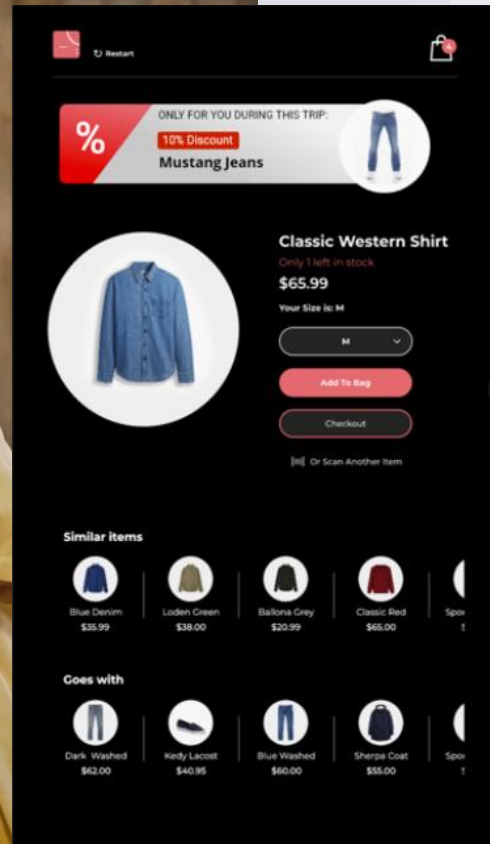 Restart
4
%
ONLY FOR YOU DURING THIS TRIP:
10% Discount
Mustang Jeans
Classic Western Shirt
Only 1 left in stock
$65.99
Your Size is: M
M
Add To Bag
Checkout
Or Scan Another Item
Similar items
Blue Denim
$35.99
Loden Green
$38.00
Ballona Grey
$20.99
Classic Red
$65.00
Spo
Goes with
Dark Washed
$62.00
Kedy Lacost
$40.95
Blue Washed
$60.00
Sherpa Coat
$55.00
Spo